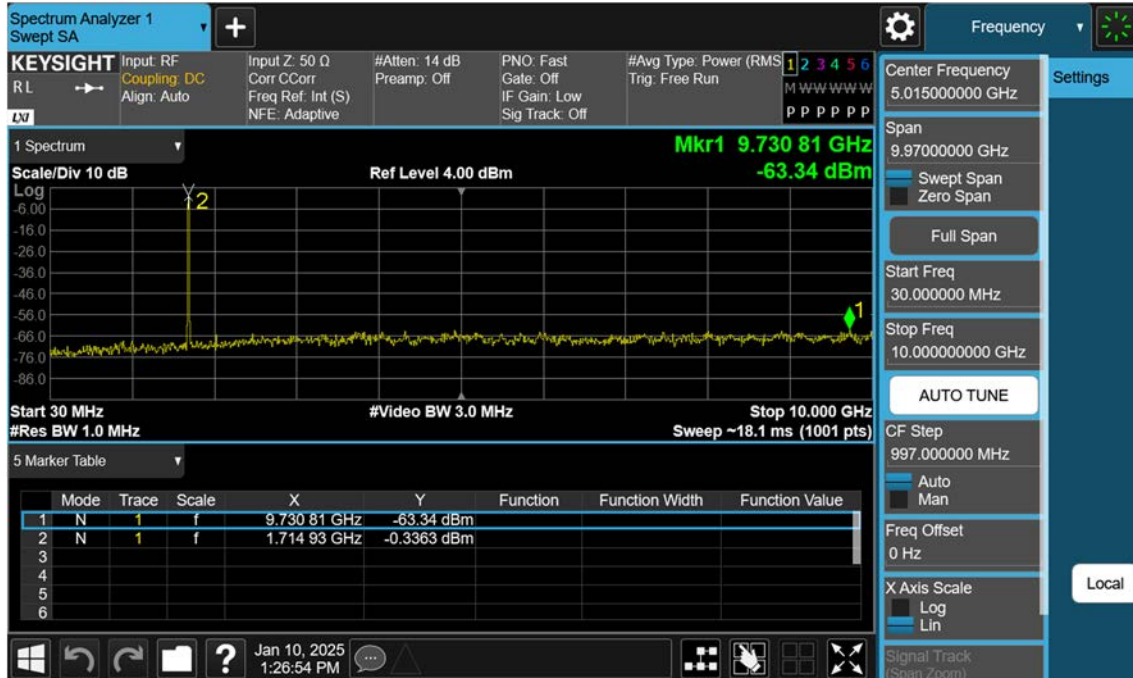 Spectrum Analyzer 1
Swept SA
+
Frequency
KEYSIGHT
R L
LXI
Input: RF
Coupling: DC
Align: Auto
Input Z: 50 Ω
Corr CCorr
Freq Ref: Int (S)
NFE: Adaptive
#Atten: 14 dB
Preamp: Off
PNO: Fast
Gate: Off
IF Gain: Low
Sig Track: Off
#Avg Type: Power (RMS
Trig: Free Run
1 2 3 4 5 6
M W W W W W
P P P P P P
1 Spectrum
Scale/Div 10 dB
Ref Level 4.00 dBm
Mkr1 9.730 81 GHz
-63.34 dBm
Log
-6.00
-16.0
-26.0
-36.0
-46.0
-56.0
-66.0
-76.0
-86.0
2
1
Start 30 MHz
#Video BW 3.0 MHz
Stop 10.000 GHz
#Res BW 1.0 MHz
Sweep ~18.1 ms (1001 pts)
5 Marker Table
Mode Trace Scale X Y Function Function Width Function Value
1 N 1 f 9.730 81 GHz -63.34 dBm
2 N 1 f 1.714 93 GHz -0.3363 dBm
3
4
5
6
?
Jan 10, 2025
1:26:54 PM
Center Frequency
5.015000000 GHz
Span
9.97000000 GHz
Swept Span
Zero Span
Full Span
Start Freq
30.000000 MHz
Stop Freq
10.000000000 GHz
AUTO TUNE
CF Step
997.000000 MHz
Auto
Man
Freq Offset
0 Hz
X Axis Scale
Log
Lin
Signal Track
(Span Zoom)
Settings
Local